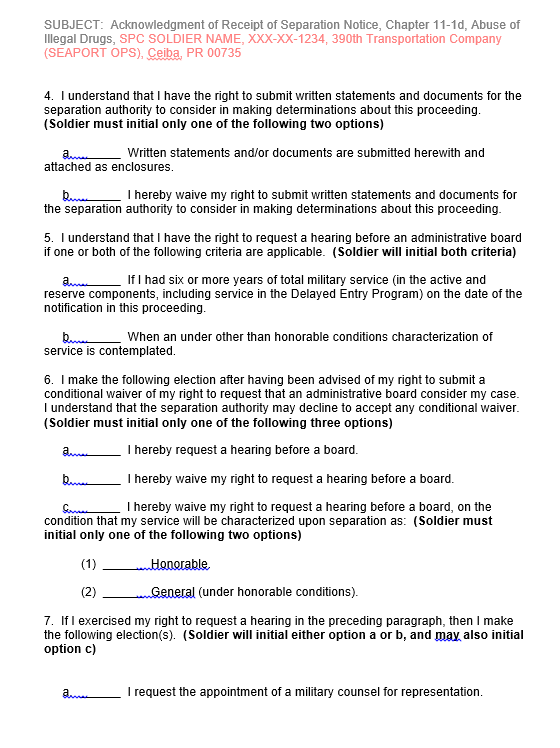 SUBJECT:  Acknowledgment of Receipt of Separation Notice, Chapter 11-1d, Abuse of
Illegal Drugs, SPC SOLDIER NAME, XXX-XX-1234, 390th Transportation Company
(SEAPORT OPS), Ceiba, PR 00735
4.  I understand that I have the right to submit written statements and documents for the
separation authority to consider in making determinations about this proceeding.
(Soldier must initial only one of the following two options)
a.________ Written statements and/or documents are submitted herewith and
attached as enclosures.
b.________ I hereby waive my right to submit written statements and documents for
the separation authority to consider in making determinations about this proceeding.
5.  I understand that I have the right to request a hearing before an administrative board
if one or both of the following criteria are applicable.  (Soldier will initial both criteria)
a.________ If I had six or more years of total military service (in the active and
reserve components, including service in the Delayed Entry Program) on the date of the
notification in this proceeding.
b.________ When an under other than honorable conditions characterization of
service is contemplated.
6.  I make the following election after having been advised of my right to submit a
conditional waiver of my right to request that an administrative board consider my case.
I understand that the separation authority may decline to accept any conditional waiver.
(Soldier must initial only one of the following three options)
a.________ I hereby request a hearing before a board.
b.________ I hereby waive my right to request a hearing before a board.
c.________ I hereby waive my right to request a hearing before a board, on the
condition that my service will be characterized upon separation as:  (Soldier must
initial only one of the following two options)
(1) _______Honorable.
(2) _______General (under honorable conditions).
7.  If I exercised my right to request a hearing in the preceding paragraph, then I make
the following election(s).  (Soldier will initial either option a or b, and may also initial
option c)
a.________ I request the appointment of a military counsel for representation.